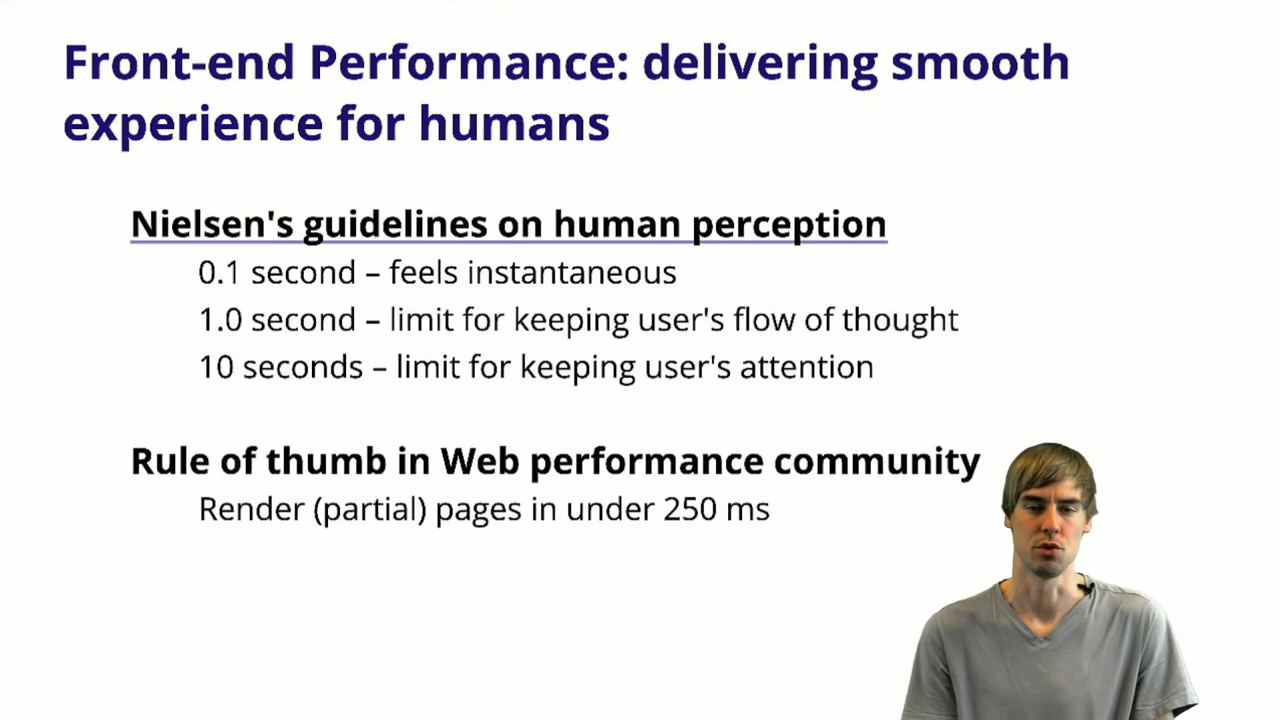 Front-end Performance: delivering smooth
experience for humans
Nielsen's guidelines on human perception
0.1 second – feels instantaneous
1.0 second – limit for keeping user's flow of thought
10 seconds – limit for keeping user's attention
Rule of thumb in Web performance community
Render (partial) pages in under 250 ms